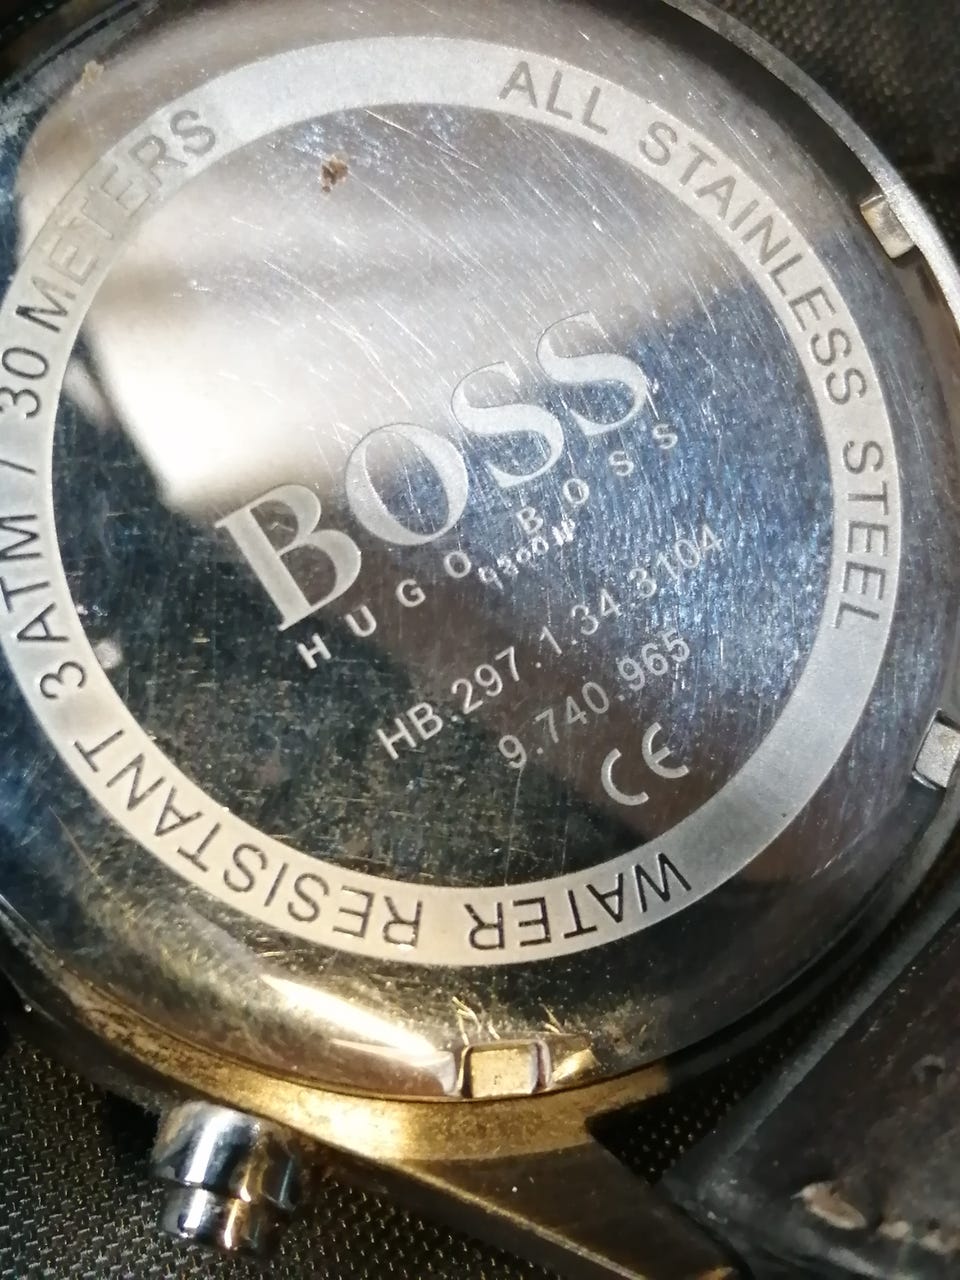 ALL STAINLESS STEEL
WATER RESISTANT 3ATM / 30 METERS
BOSS
HUGO BOSS
HB.297.1.34.3104
9.740.965
CE